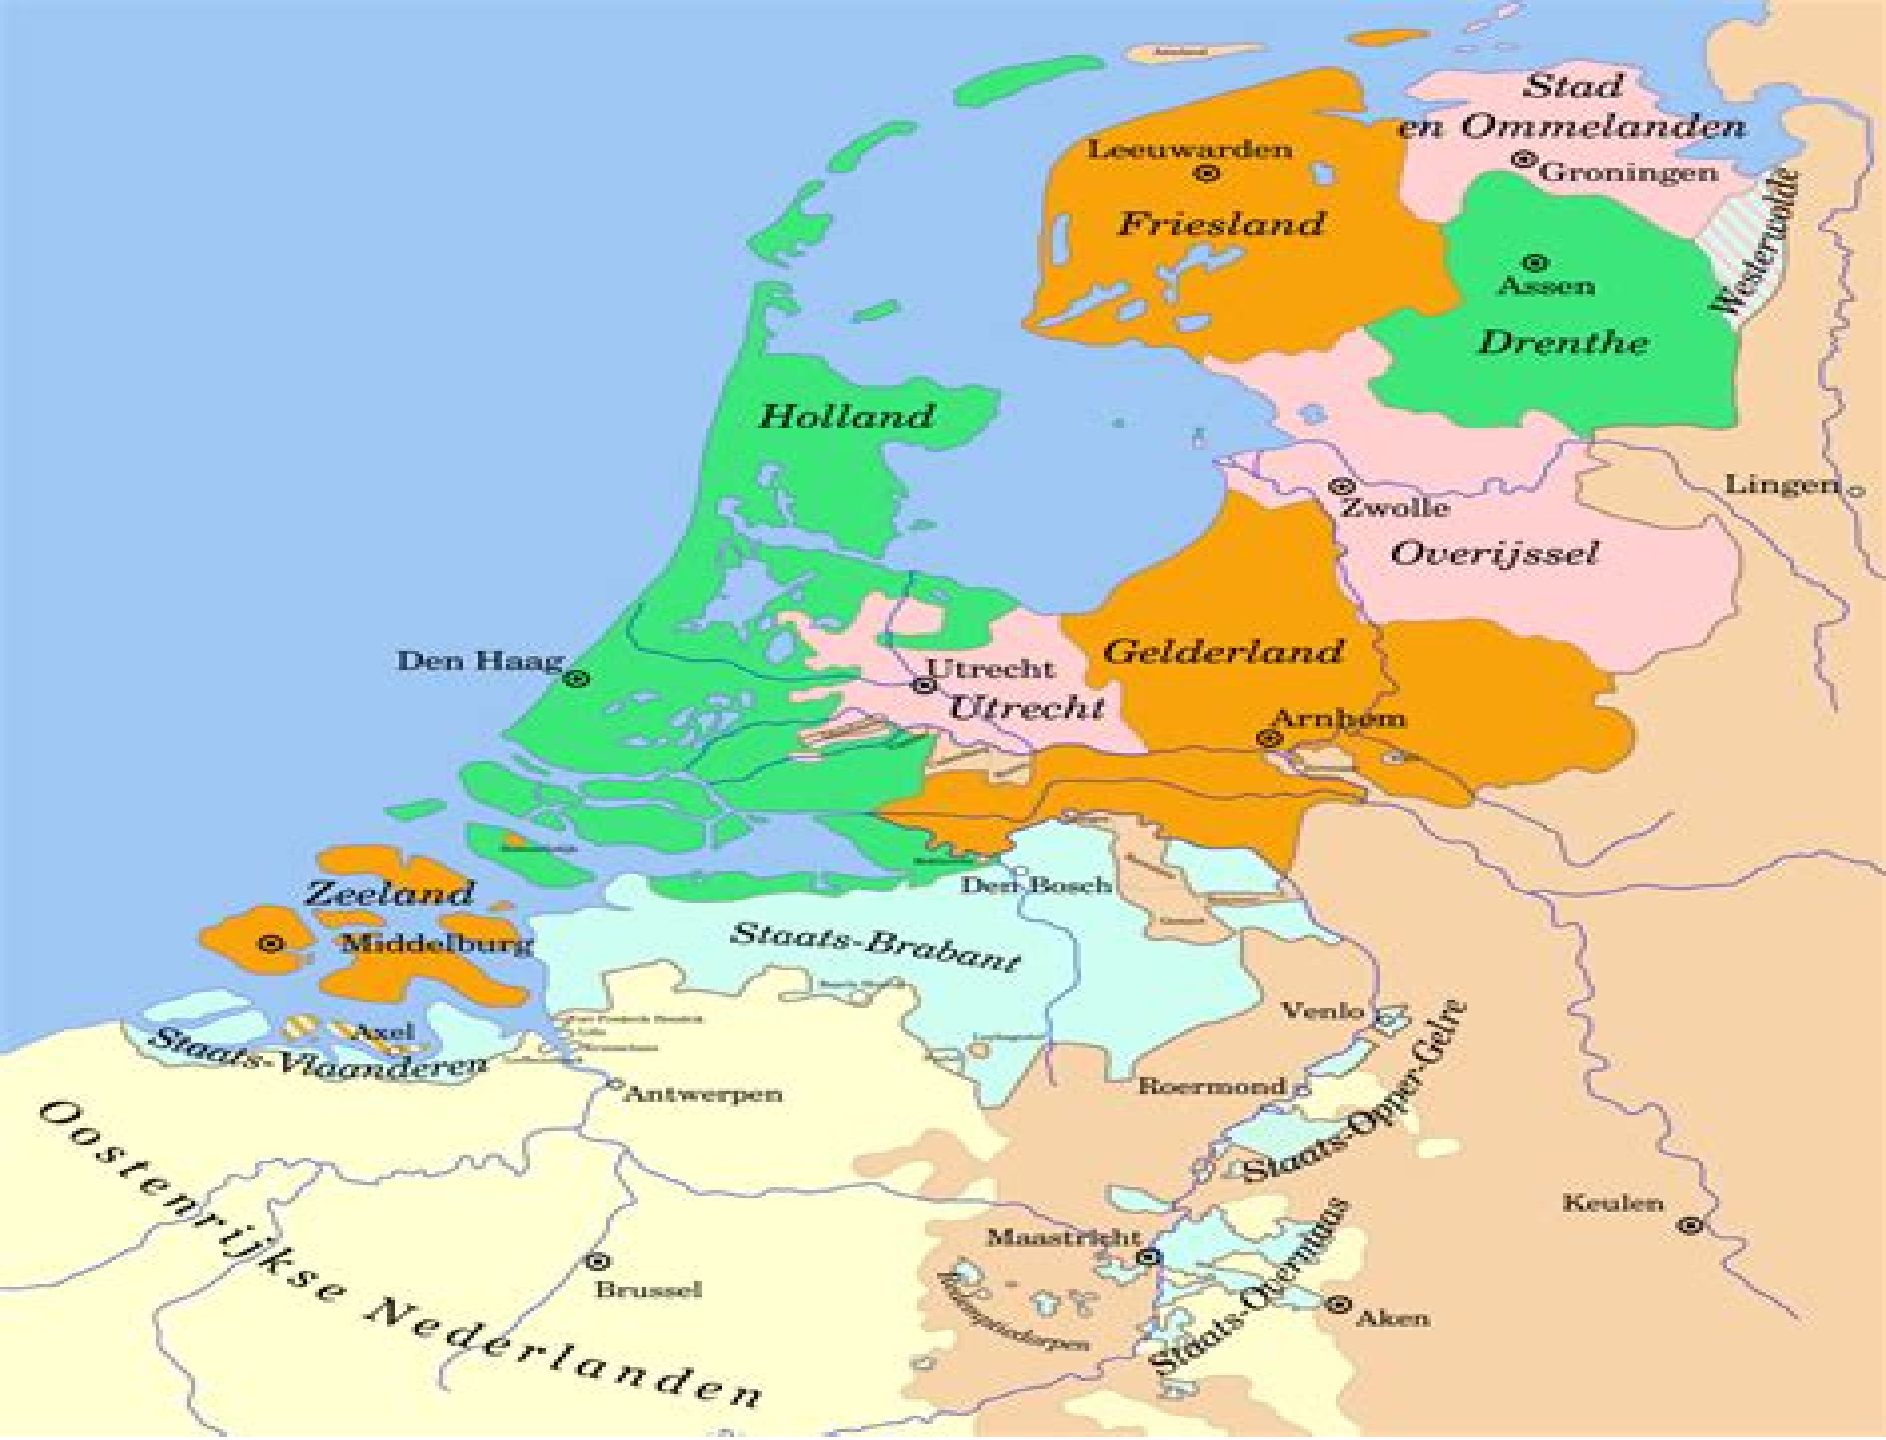 Ameland
Stad
en Ommelanden
Groningen
Leeuwarden
Friesland
Westerwolde
Assen
Drenthe
Holland
Lingen
Zwolle
Overijssel
Den Haag
Utrecht
Utrecht
Gelderland
Arnhem
Zeeland
Middelburg
Den Bosch
Staats-Brabant
Axel
Staats-Vlaanderen
Venlo
Roermond
Staats-Opper-Gelre
Antwerpen
Oostenrijkse Nederlanden
Keulen
Maastricht
Staats-Overmaas
Redemptiedorpen
Brussel
Aken